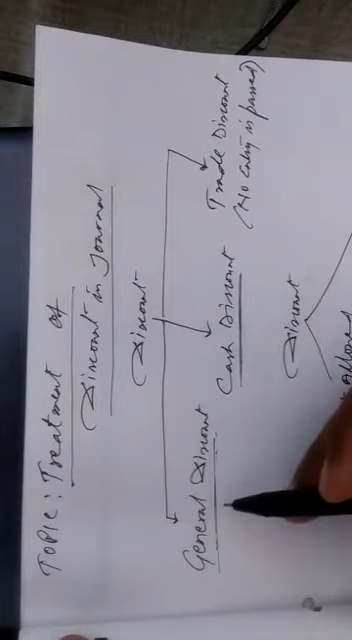 TOPIC: Treatment of
Discount in Journal
Discount
General Discount
Cash Discount
Trade Discount
(No entry is passed)
Discount